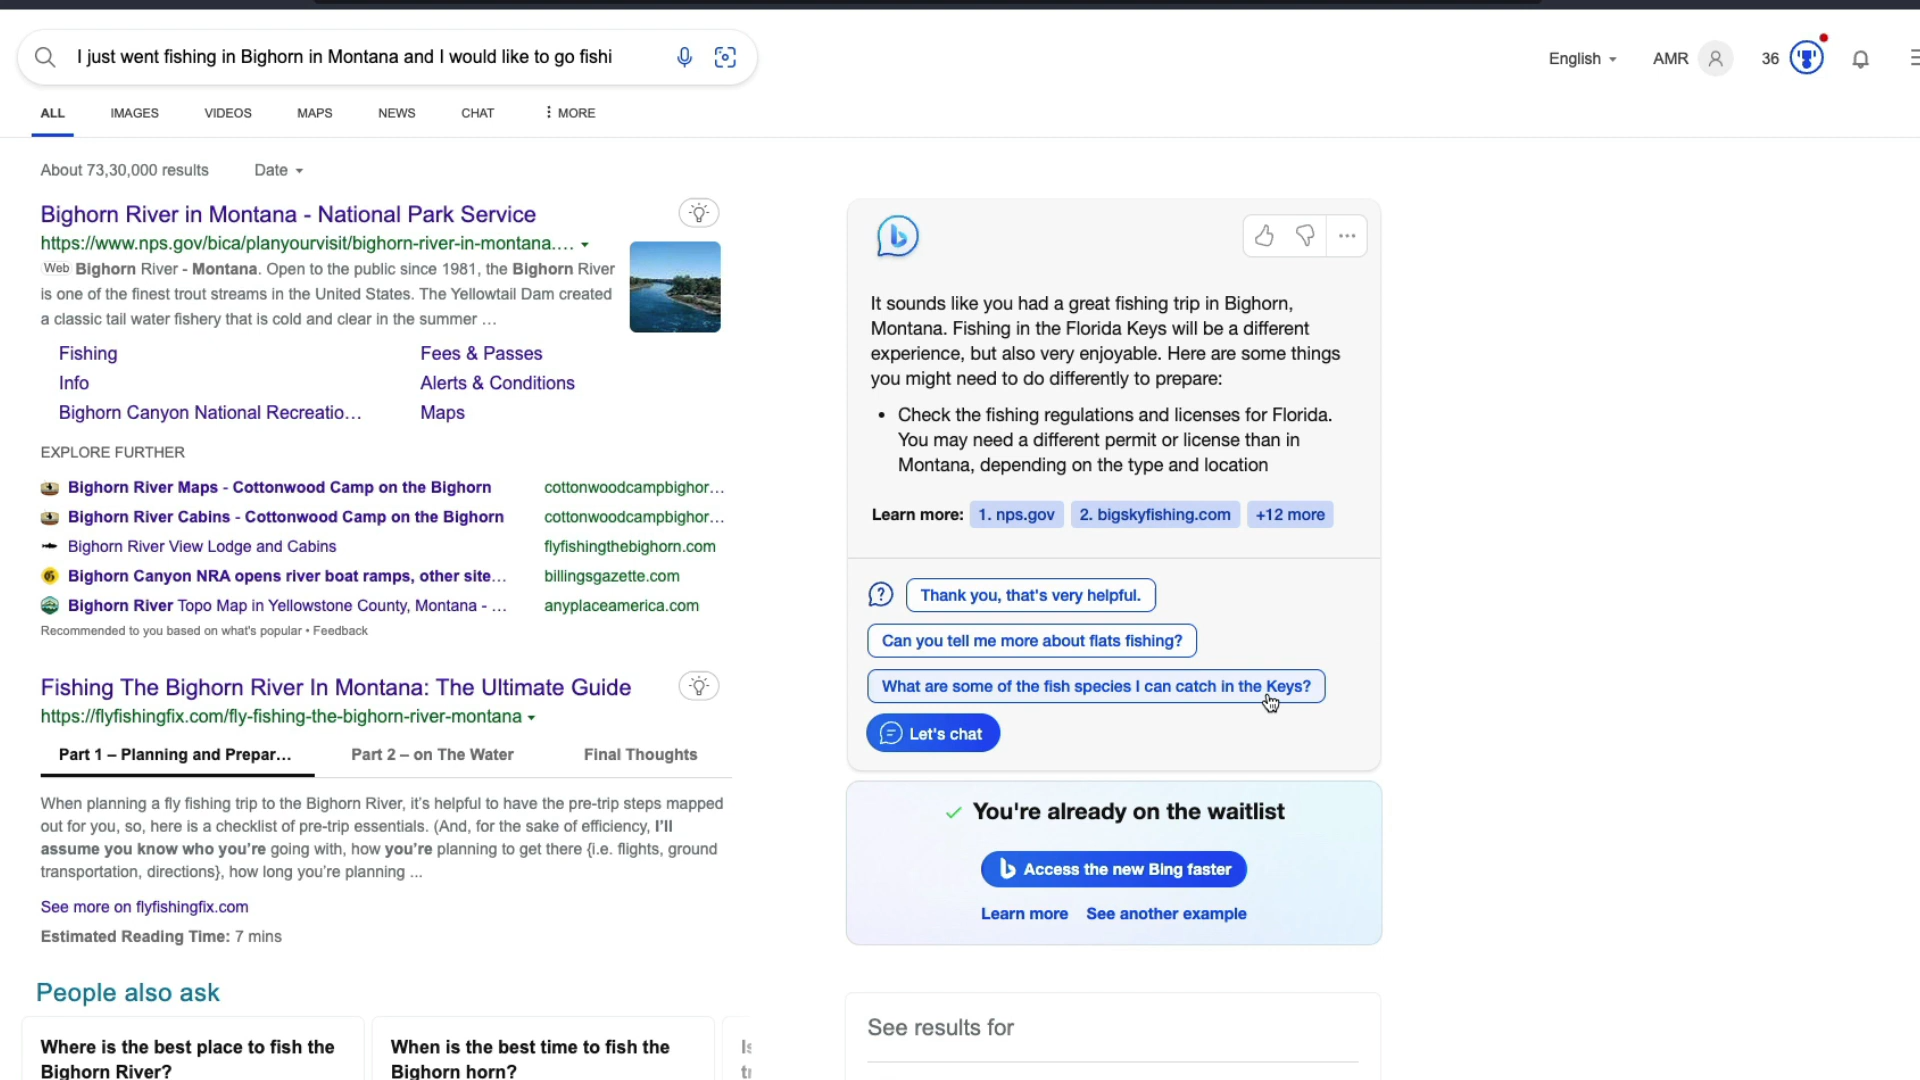 I just went fishing in Bighorn in Montana and I would like to go fishi
English
AMR
36
ALL
IMAGES
VIDEOS
MAPS
NEWS
CHAT
MORE
About 73,30,000 results
Date
Bighorn River in Montana - National Park Service
https://www.nps.gov/bica/planyourvisit/bighorn-river-in-montana....
Web Bighorn River - Montana. Open to the public since 1981, the Bighorn River
is one of the finest trout streams in the United States. The Yellowtail Dam created
a classic tail water fishery that is cold and clear in the summer ...
Fishing
Fees & Passes
Info
Alerts & Conditions
Bighorn Canyon National Recreatio...
Maps
EXPLORE FURTHER
Bighorn River Maps - Cottonwood Camp on the Bighorn
cottonwoodcampbighor...
Bighorn River Cabins - Cottonwood Camp on the Bighorn
cottonwoodcampbighor...
Bighorn River View Lodge and Cabins
flyfishingthebighorn.com
Bighorn Canyon NRA opens river boat ramps, other site...
billingsgazette.com
Bighorn River Topo Map in Yellowstone County, Montana - ...
anyplaceamerica.com
Recommended to you based on what's popular • Feedback
Fishing The Bighorn River In Montana: The Ultimate Guide
https://flyfishingfix.com/fly-fishing-the-bighorn-river-montana
Part 1 – Planning and Prepar...
Part 2 – on The Water
Final Thoughts
When planning a fly fishing trip to the Bighorn River, it's helpful to have the pre-trip steps mapped
out for you, so, here is a checklist of pre-trip essentials. (And, for the sake of efficiency, I'll
assume you know who you're going with, how you're planning to get there {i.e. flights, ground
transportation, directions}, how long you're planning ...
See more on flyfishingfix.com
Estimated Reading Time: 7 mins
People also ask
Where is the best place to fish the
Bighorn River?
When is the best time to fish the
Bighorn horn?
It sounds like you had a great fishing trip in Bighorn,
Montana. Fishing in the Florida Keys will be a different
experience, but also very enjoyable. Here are some things
you might need to do differently to prepare:
• Check the fishing regulations and licenses for Florida.
You may need a different permit or license than in
Montana, depending on the type and location
Learn more: 1. nps.gov 2. bigskyfishing.com +12 more
Thank you, that's very helpful.
Can you tell me more about flats fishing?
What are some of the fish species I can catch in the Keys?
Let's chat
You're already on the waitlist
Access the new Bing faster
Learn more
See another example
See results for